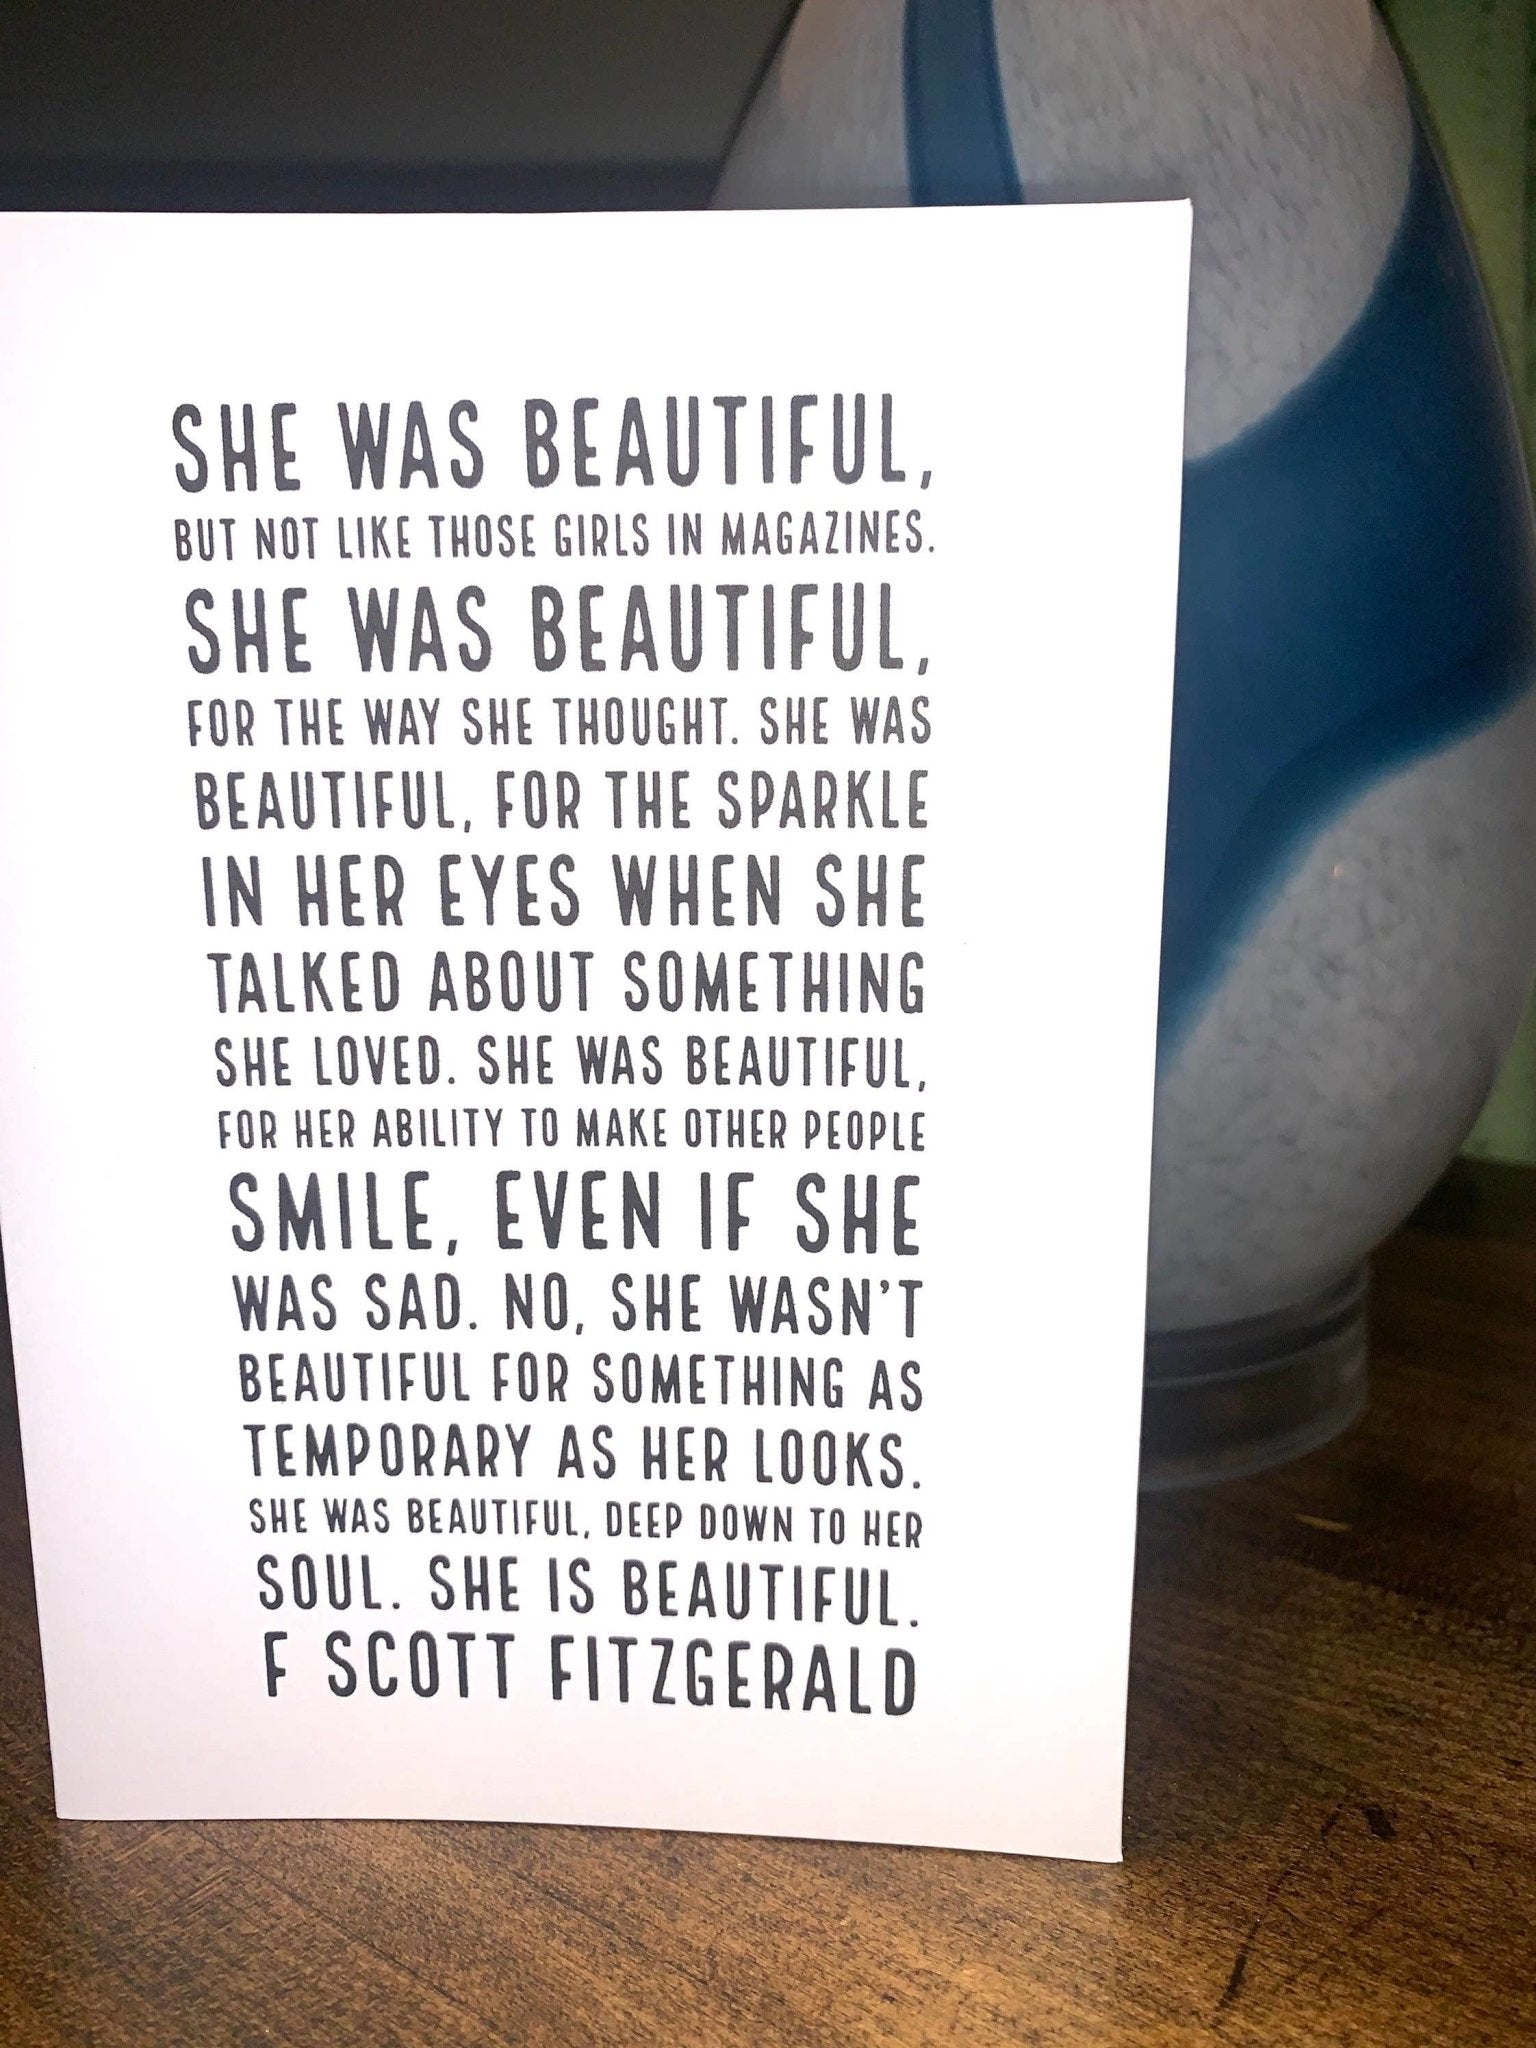 SHE WAS BEAUTIFUL,
BUT NOT LIKE THOSE GIRLS IN MAGAZINES.
SHE WAS BEAUTIFUL,
FOR THE WAY SHE THOUGHT. SHE WAS
BEAUTIFUL, FOR THE SPARKLE
IN HER EYES WHEN SHE
TALKED ABOUT SOMETHING
SHE LOVED. SHE WAS BEAUTIFUL,
FOR HER ABILITY TO MAKE OTHER PEOPLE
SMILE, EVEN IF SHE
WAS SAD. NO, SHE WASN'T
BEAUTIFUL FOR SOMETHING AS
TEMPORARY AS HER LOOKS.
SHE WAS BEAUTIFUL, DEEP DOWN TO HER
SOUL. SHE IS BEAUTIFUL.
F SCOTT FITZGERALD